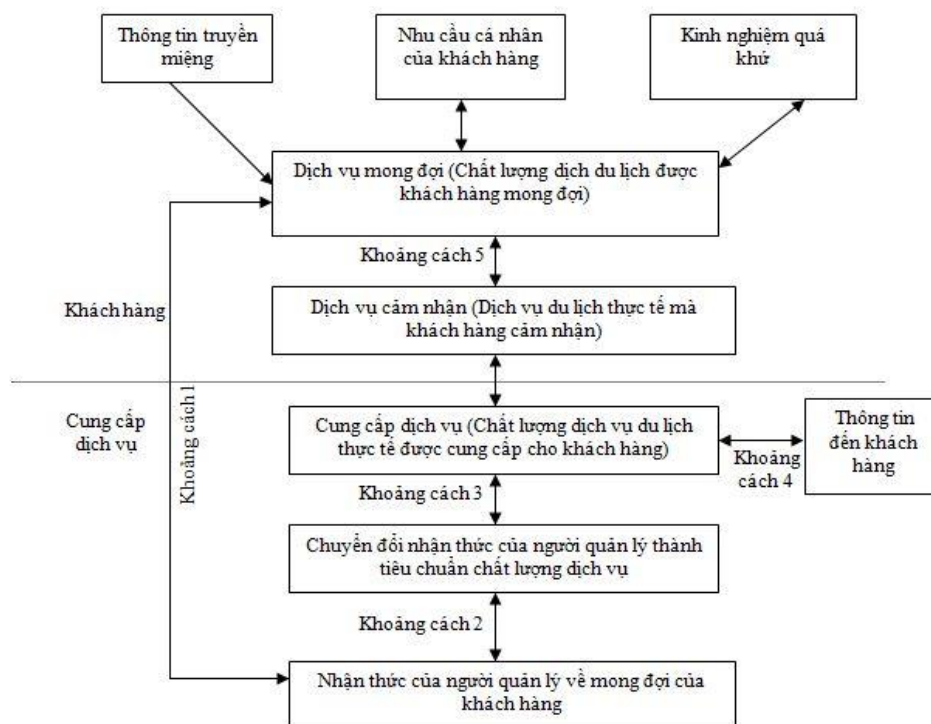 Thông tin truyền
miệng
Nhu cầu cá nhân
của khách hàng
Kinh nghiệm quá
khứ
Dịch vụ mong đợi (Chất lượng dịch du lịch được
khách hàng mong đợi)
Khoảng cách 5
Khách hàng
Dịch vụ cảm nhận (Dịch vụ du lịch thực tế mà
khách hàng cảm nhận)
Khoảng cách 1
Cung cấp
dịch vụ
Cung cấp dịch vụ (Chất lượng dịch vụ du lịch
thực tế được cung cấp cho khách hàng)
Thông tin
đến khách
hàng
Khoảng
cách 4
Khoảng cách 3
Chuyển đổi nhận thức của người quản lý thành
tiêu chuẩn chất lượng dịch vụ
Khoảng cách 2
Nhận thức của người quản lý về mong đợi của
khách hàng